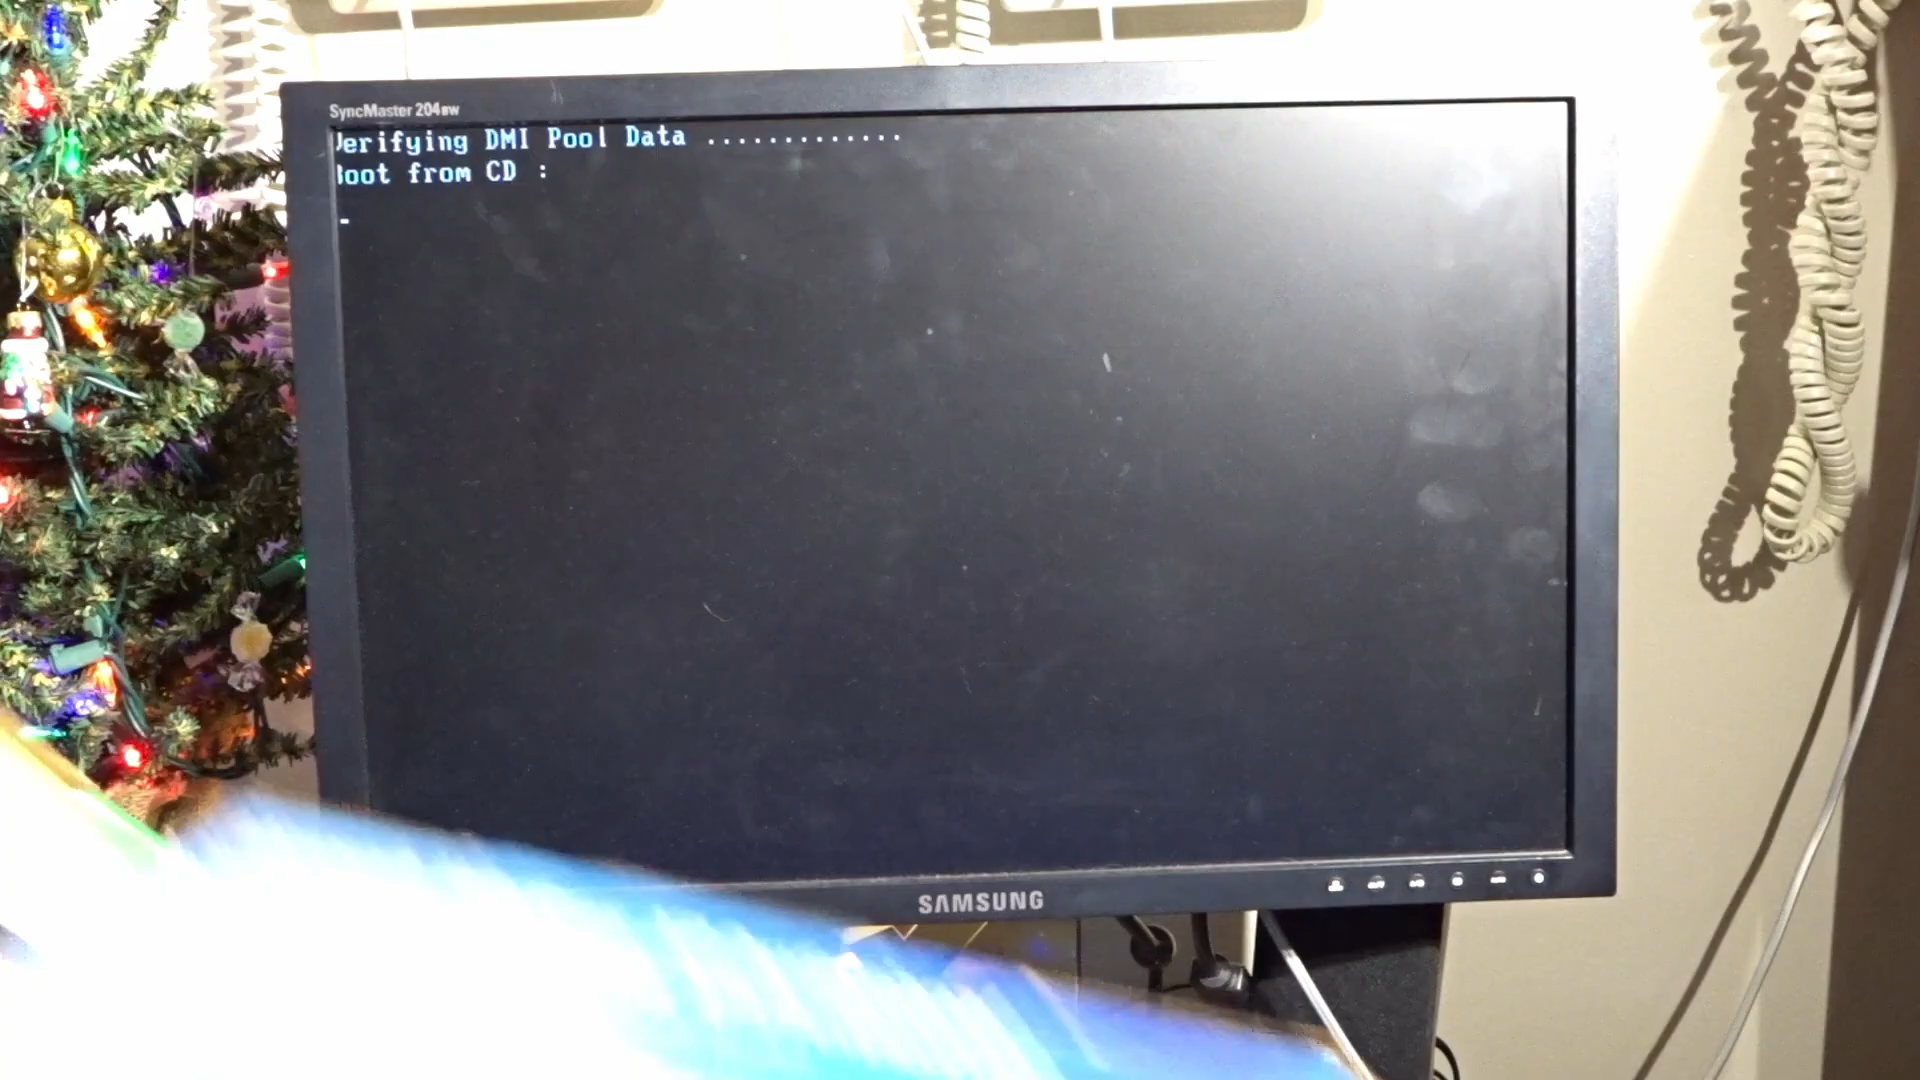 SyncMaster 204BW
Verifying DMI Pool Data .............
Boot from CD :
SAMSUNG